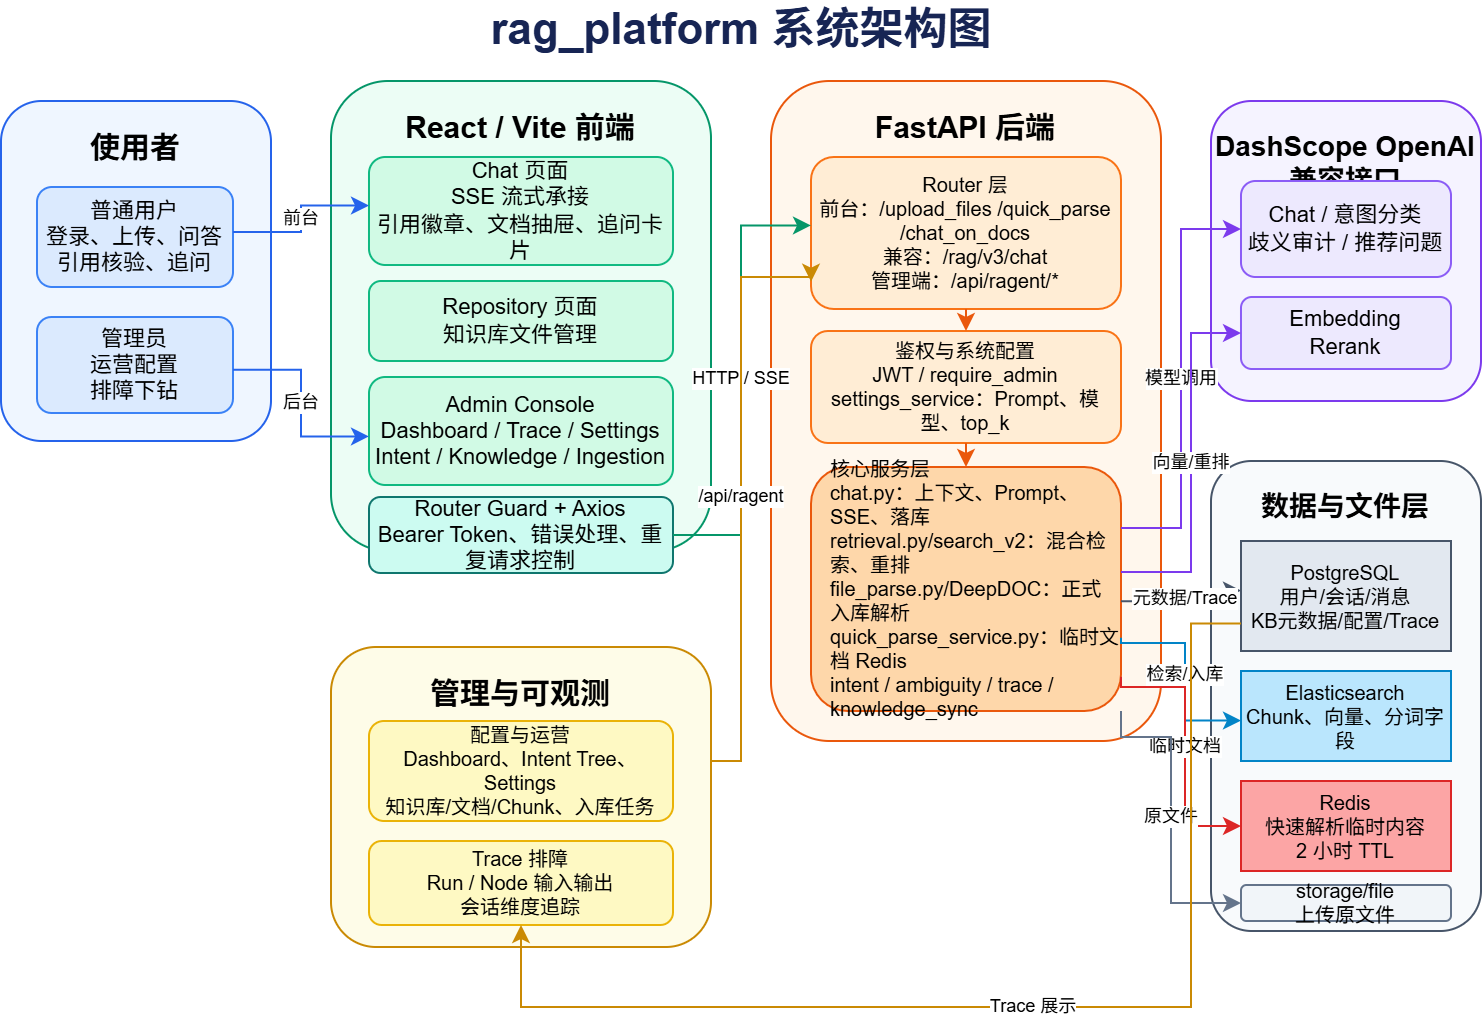 rag_platform 系统架构图
使用者
普通用户
登录、上传、问答
引用核验、追问
管理员
运营配置
排障下钻
前台
后台
React / Vite 前端
Chat 页面
SSE 流式承接
引用徽章、文档抽屉、追问卡
片
Repository 页面
知识库文件管理
Admin Console
Dashboard / Trace / Settings
Intent / Knowledge / Ingestion
Router Guard + Axios
Bearer Token、错误处理、重
复请求控制
管理与可观测
配置与运营
Dashboard、Intent Tree、
Settings
知识库/文档/Chunk、入库任务
Trace 排障
Run / Node 输入输出
会话维度追踪
HTTP / SSE
/api/ragent
FastAPI 后端
Router 层
前台：/upload_files /quick_parse
/chat_on_docs
兼容：/rag/v3/chat
管理端：/api/ragent/*
鉴权与系统配置
JWT / require_admin
settings_service：Prompt、模
型、top_k
核心服务层
chat.py：上下文、Prompt、
SSE、落库
retrieval.py/search_v2：混合检
索、重排
file_parse.py/DeepDOC：正式
入库解析
quick_parse_service.py：临时文
档 Redis
intent / ambiguity / trace /
knowledge_sync
模型调用
向量/重排
元数据/Trace
检索/入库
临时文档
原文件
Trace 展示
DashScope OpenAI
兼容接口
Chat / 意图分类
歧义审计 / 推荐问题
Embedding
Rerank
数据与文件层
PostgreSQL
用户/会话/消息
KB元数据/配置/Trace
Elasticsearch
Chunk、向量、分词字
段
Redis
快速解析临时内容
2 小时 TTL
storage/file
上传原文件